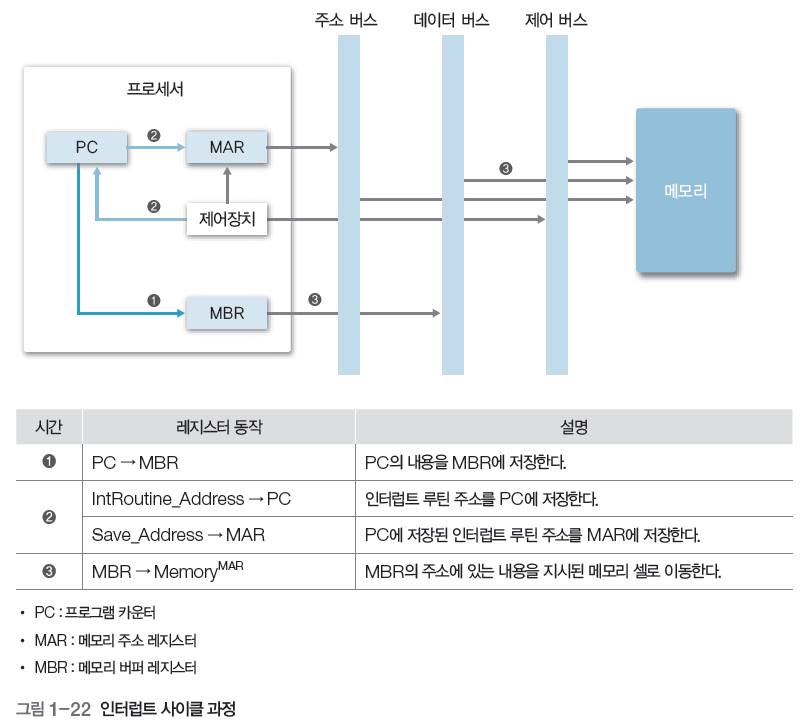 주소 버스 데이터 버스 제어 버스
프로세서
❷
PC MAR
❸
메모리
❷
제어장치
❶ ❸
MBR
시간 레지스터 동작 설명
❶ PC → MBR PC의 내용을 MBR에 저장한다.
❷ IntRoutine_Address → PC 인터럽트 루틴 주소를 PC에 저장한다.
Save_Address → MAR PC에 저장된 인터럽트 루틴 주소를 MAR에 저장한다.
❸ MBR → Memory^MAR MBR의 주소에 있는 내용을 지시된 메모리 셀로 이동한다.
• PC : 프로그램 카운터
• MAR : 메모리 주소 레지스터
• MBR : 메모리 버퍼 레지스터
그림 1-22 인터럽트 사이클 과정